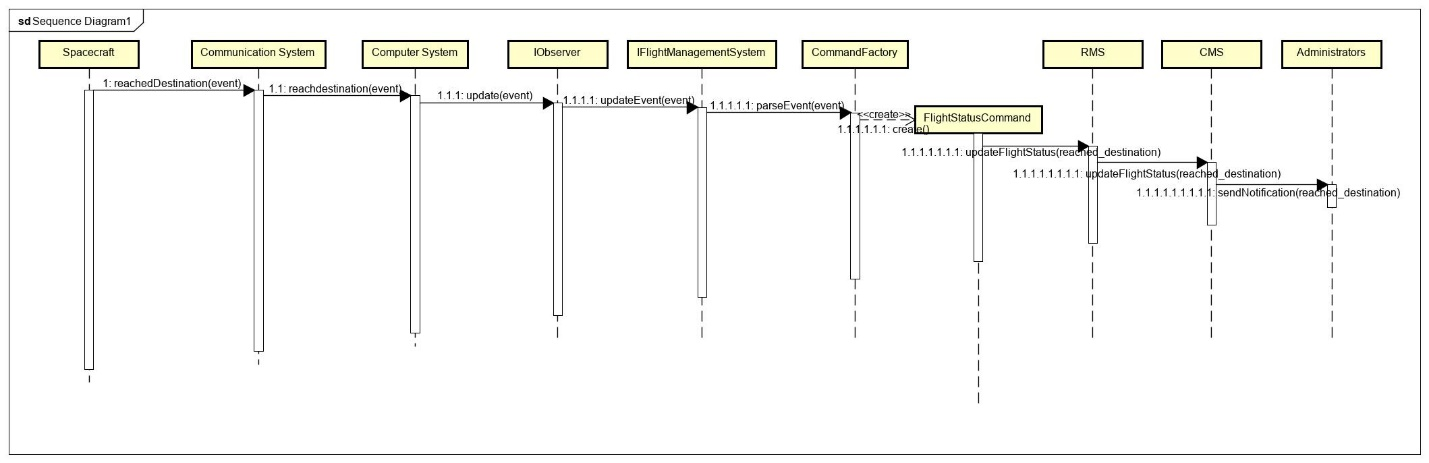 sd Sequence Diagram1
Spacecraft
Communication System
Computer System
IObserver
IFlightManagementSystem
CommandFactory
RMS
CMS
Administrators
1: reachedDestination(event)
1.1: reachdestination(event)
1.1.1: update(event)
1.1.1.1: updateEvent(event)
1.1.1.1.1: parseEvent(event)
<<create>>
FlightStatusCommand
1.1.1.1.1.1: create()
1.1.1.1.1.1.1: updateFlightStatus(reached_destination)
1.1.1.1.1.1.1.1: updateFlightStatus(reached_destination)
1.1.1.1.1.1.1.1.1: sendNotification(reached_destination)